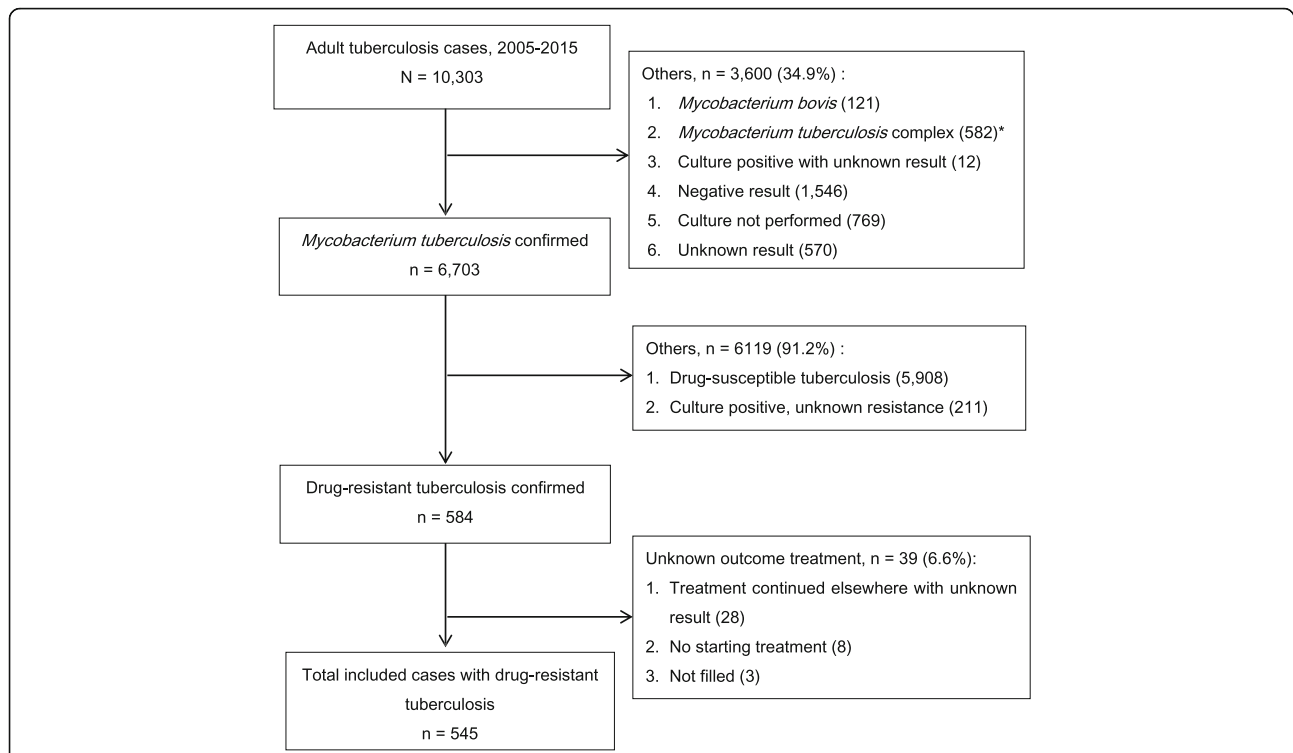 Adult tuberculosis cases, 2005-2015
N = 10,303
Others, n = 3,600 (34.9%) :
1. Mycobacterium bovis (121)
2. Mycobacterium tuberculosis complex (582)*
3. Culture positive with unknown result (12)
4. Negative result (1,546)
5. Culture not performed (769)
6. Unknown result (570)
Mycobacterium tuberculosis confirmed
n = 6,703
Others, n = 6119 (91.2%) :
1. Drug-susceptible tuberculosis (5,908)
2. Culture positive, unknown resistance (211)
Drug-resistant tuberculosis confirmed
n = 584
Unknown outcome treatment, n = 39 (6.6%):
1. Treatment continued elsewhere with unknown
result (28)
2. No starting treatment (8)
3. Not filled (3)
Total included cases with drug-resistant
tuberculosis
n = 545